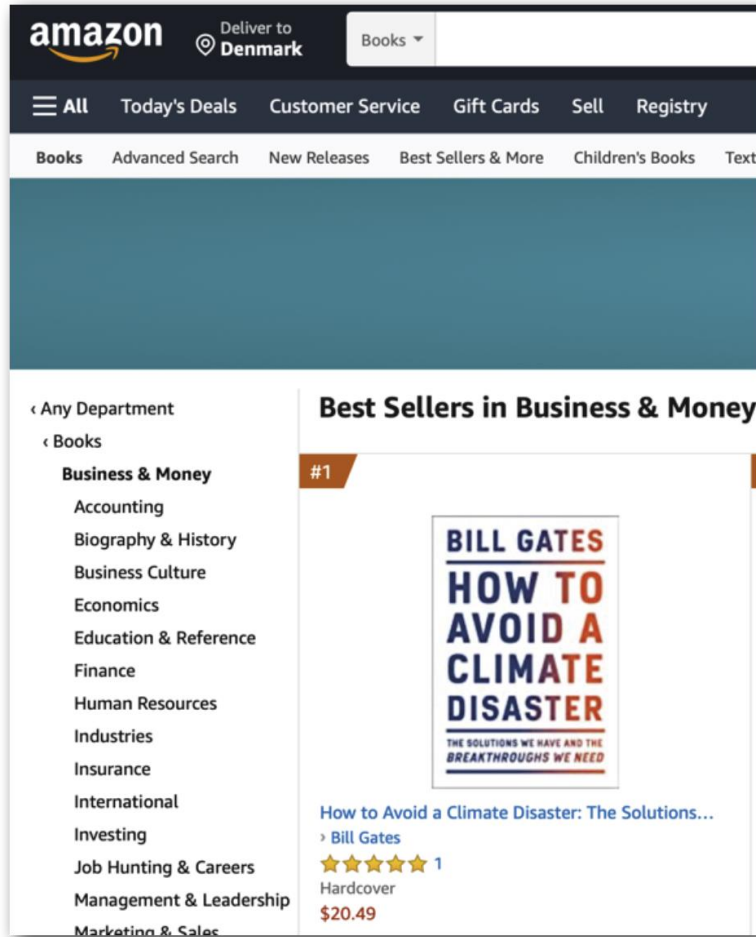 amazon
Deliver to
Denmark
Books
All Today's Deals Customer Service Gift Cards Sell Registry
Books Advanced Search New Releases Best Sellers & More Children's Books Text
‹ Any Department
‹ Books
Business & Money
Accounting
Biography & History
Business Culture
Economics
Education & Reference
Finance
Human Resources
Industries
Insurance
International
Investing
Job Hunting & Careers
Management & Leadership
Marketing & Sales
Best Sellers in Business & Money
#1
BILL GATES
HOW TO
AVOID A
CLIMATE
DISASTER
THE SOLUTIONS WE HAVE AND THE
BREAKTHROUGHS WE NEED
How to Avoid a Climate Disaster: The Solutions...
› Bill Gates
1
Hardcover
$20.49